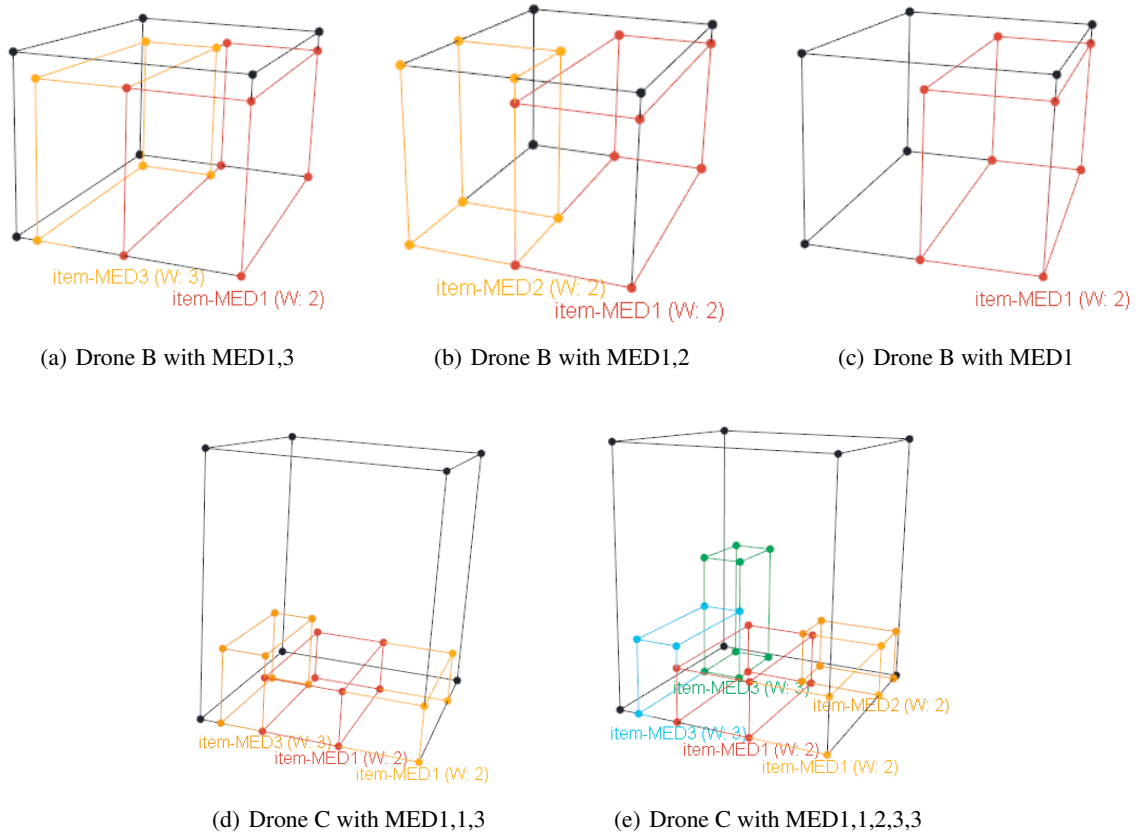 item-MED3 (W: 3)
item-MED1 (W: 2)
item-MED2 (W: 2)
item-MED1 (W: 2)
item-MED1 (W: 2)
(a) Drone B with MED1,3
(b) Drone B with MED1,2
(c) Drone B with MED1
item-MED3 (W: 3)
item-MED1 (W: 2)
item-MED1 (W: 2)
item-MED3 (W: 3)
item-MED2 (W: 2)
item-MED3 (W: 3)
item-MED1 (W: 2)
item-MED1 (W: 2)
(d) Drone C with MED1,1,3
(e) Drone C with MED1,1,2,3,3